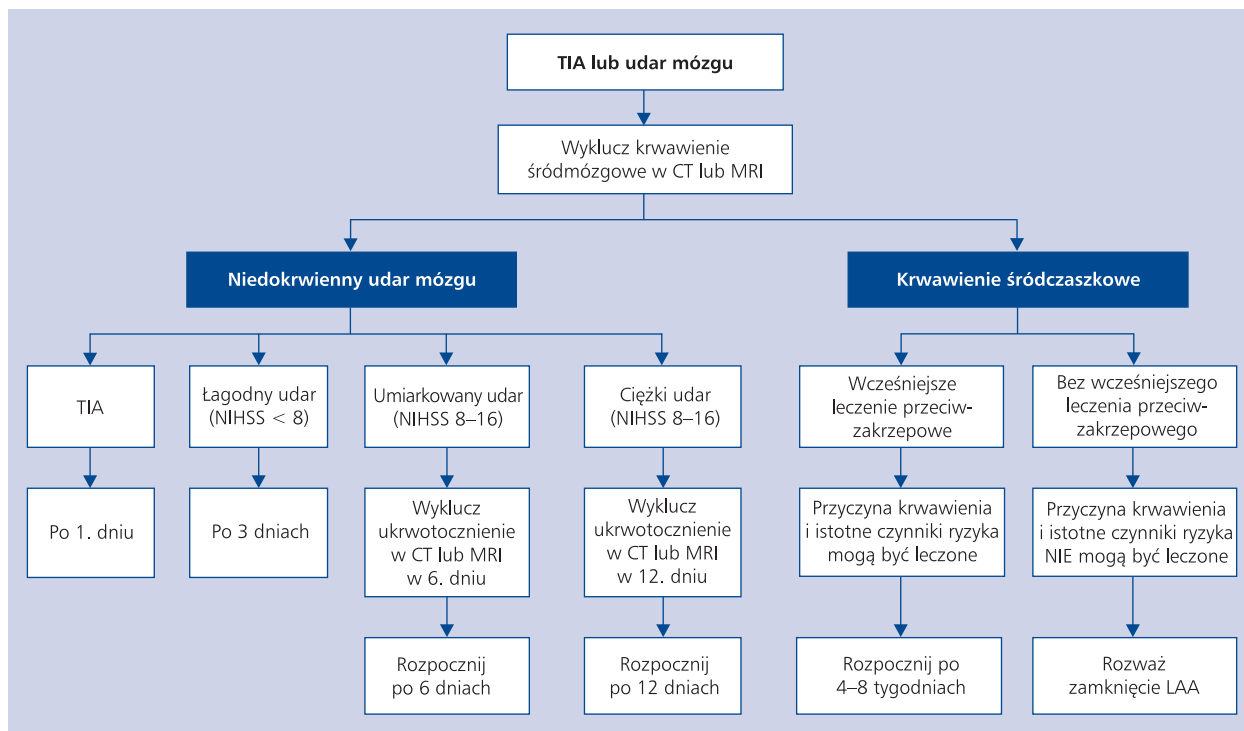 TIA lub udar mózgu
Wyklucz krwawienie
śródmózgowe w CT lub MRI
Niedokrwienny udar mózgu
Krwawienie śródczaszkowe
TIA
Łagodny udar
(NIHSS < 8)
Umiarkowany udar
(NIHSS 8–16)
Ciężki udar
(NIHSS 8–16)
Wcześniejsze
leczenie przeciw-
zakrzepowe
Bez wcześniejszego
leczenia przeciw-
zakrzepowego
Po 1. dniu
Po 3 dniach
Wyklucz
ukrwotocznienie
w CT lub MRI
w 6. dniu
Wyklucz
ukrwotocznienie
w CT lub MRI
w 12. dniu
Przyczyna krwawienia
i istotne czynniki ryzyka
mogą być leczone
Przyczyna krwawienia
i istotne czynniki ryzyka
NIE mogą być leczone
Rozpocznij
po 6 dniach
Rozpocznij
po 12 dniach
Rozpocznij po
4–8 tygodniach
Rozważ
zamknięcie LAA